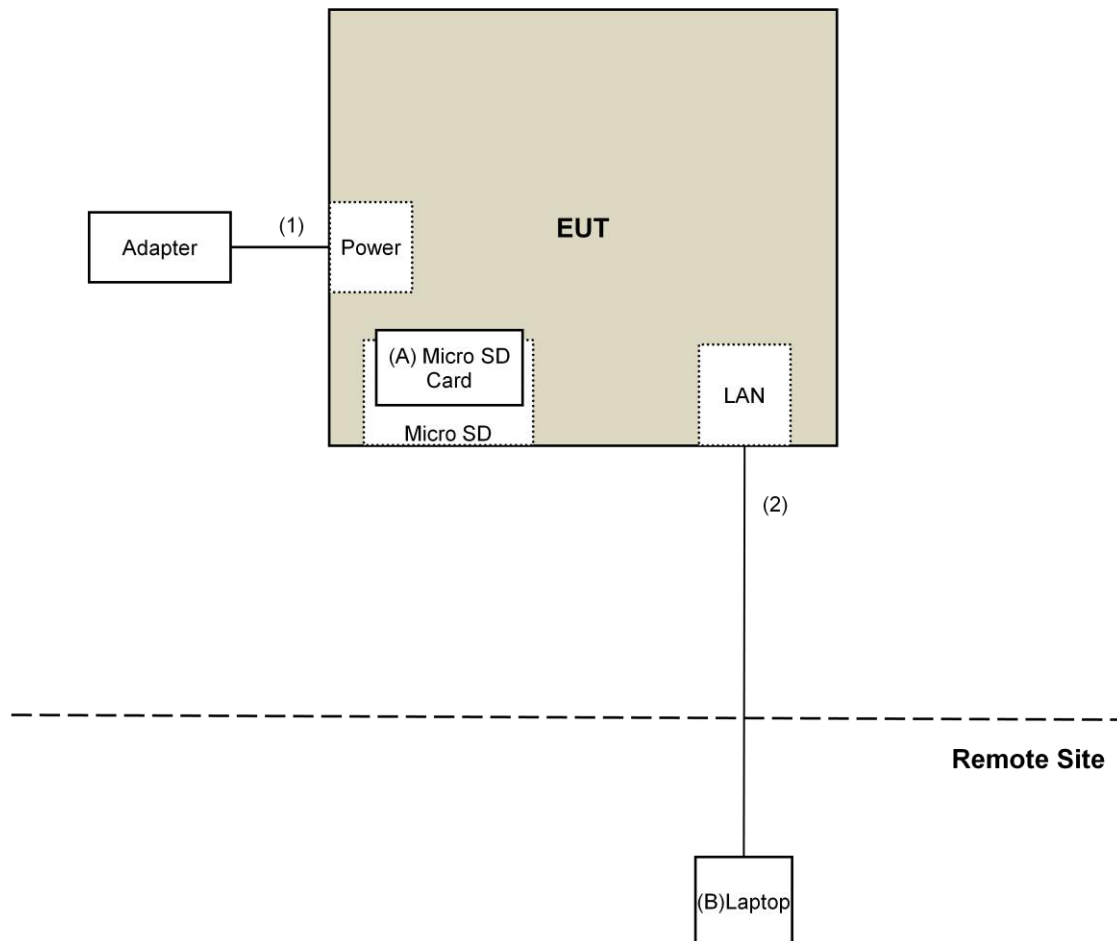 EUT
(1)
Adapter
Power
(A) Micro SD
Card
Micro SD
LAN
(2)
Remote Site
(B)Laptop